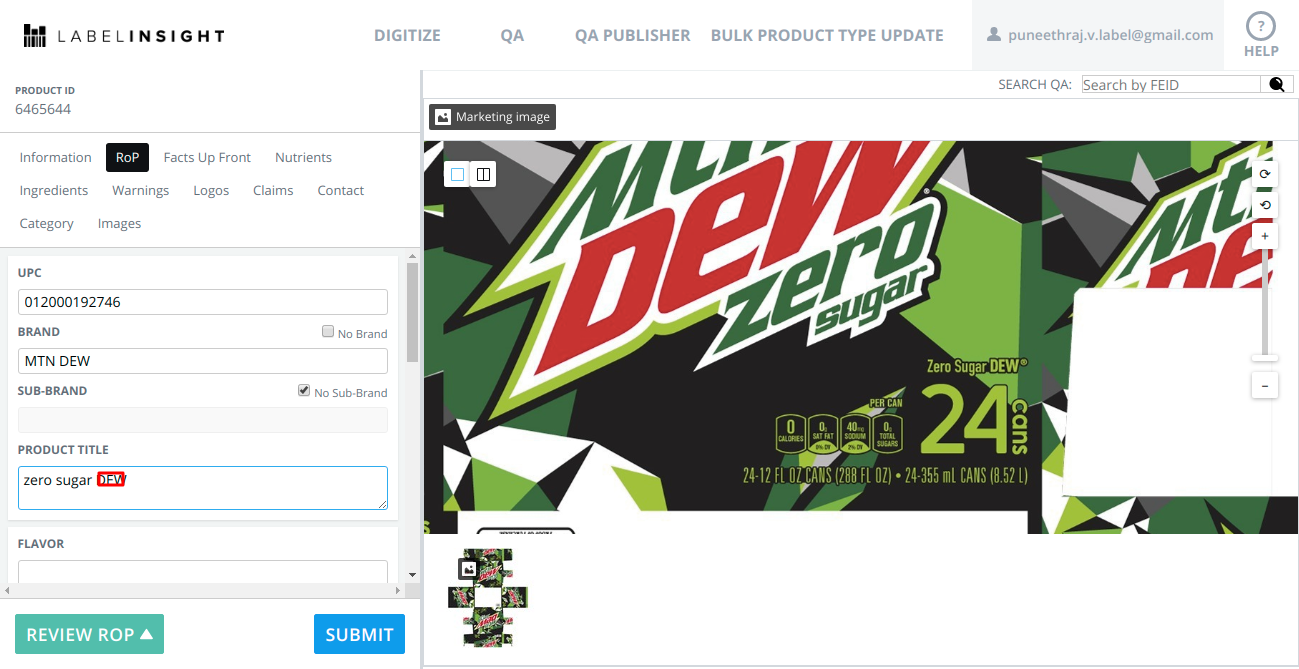 LABELINSIGHT
DIGITIZE
QA
QA PUBLISHER
BULK PRODUCT TYPE UPDATE
puneethraj.v.label@gmail.com
?
HELP
PRODUCT ID
6465644
Information
RoP
Facts Up Front
Nutrients
Ingredients
Warnings
Logos
Claims
Contact
Category
Images
UPC
012000192746
BRAND
No Brand
MTN DEW
SUB-BRAND
No Sub-Brand
PRODUCT TITLE
zero sugar DEW
FLAVOR
REVIEW ROP
SUBMIT
SEARCH QA:
Search by FEID
Marketing image
Mtn
DEW®
zero
sugar
Zero Sugar DEW®
24 cans
PER CAN
0 CALORIES
0g SAT FAT 0% DV
40mg SODIUM 2% DV
0g TOTAL SUGARS
24-12 FL OZ CANS (288 FL OZ) • 24-355 mL CANS (8.52 L)
+
−